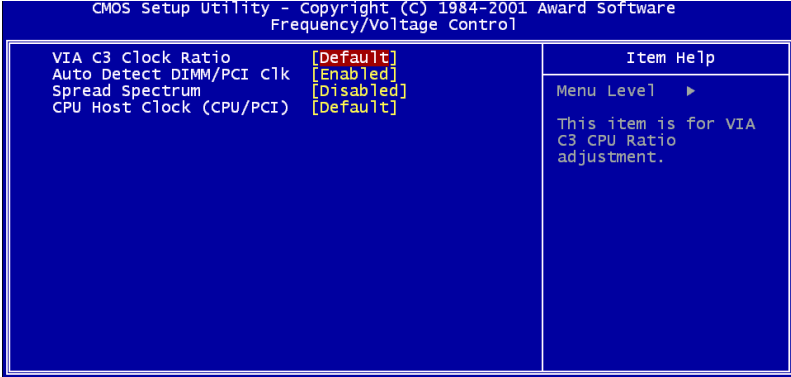 CMOS Setup Utility - Copyright (C) 1984-2001 Award Software
Frequency/Voltage Control
VIA C3 Clock Ratio [Default]
Auto Detect DIMM/PCI Clk [Enabled]
Spread Spectrum [Disabled]
CPU Host Clock (CPU/PCI) [Default]
Item Help
Menu Level ▶
This item is for VIA
C3 CPU Ratio
adjustment.